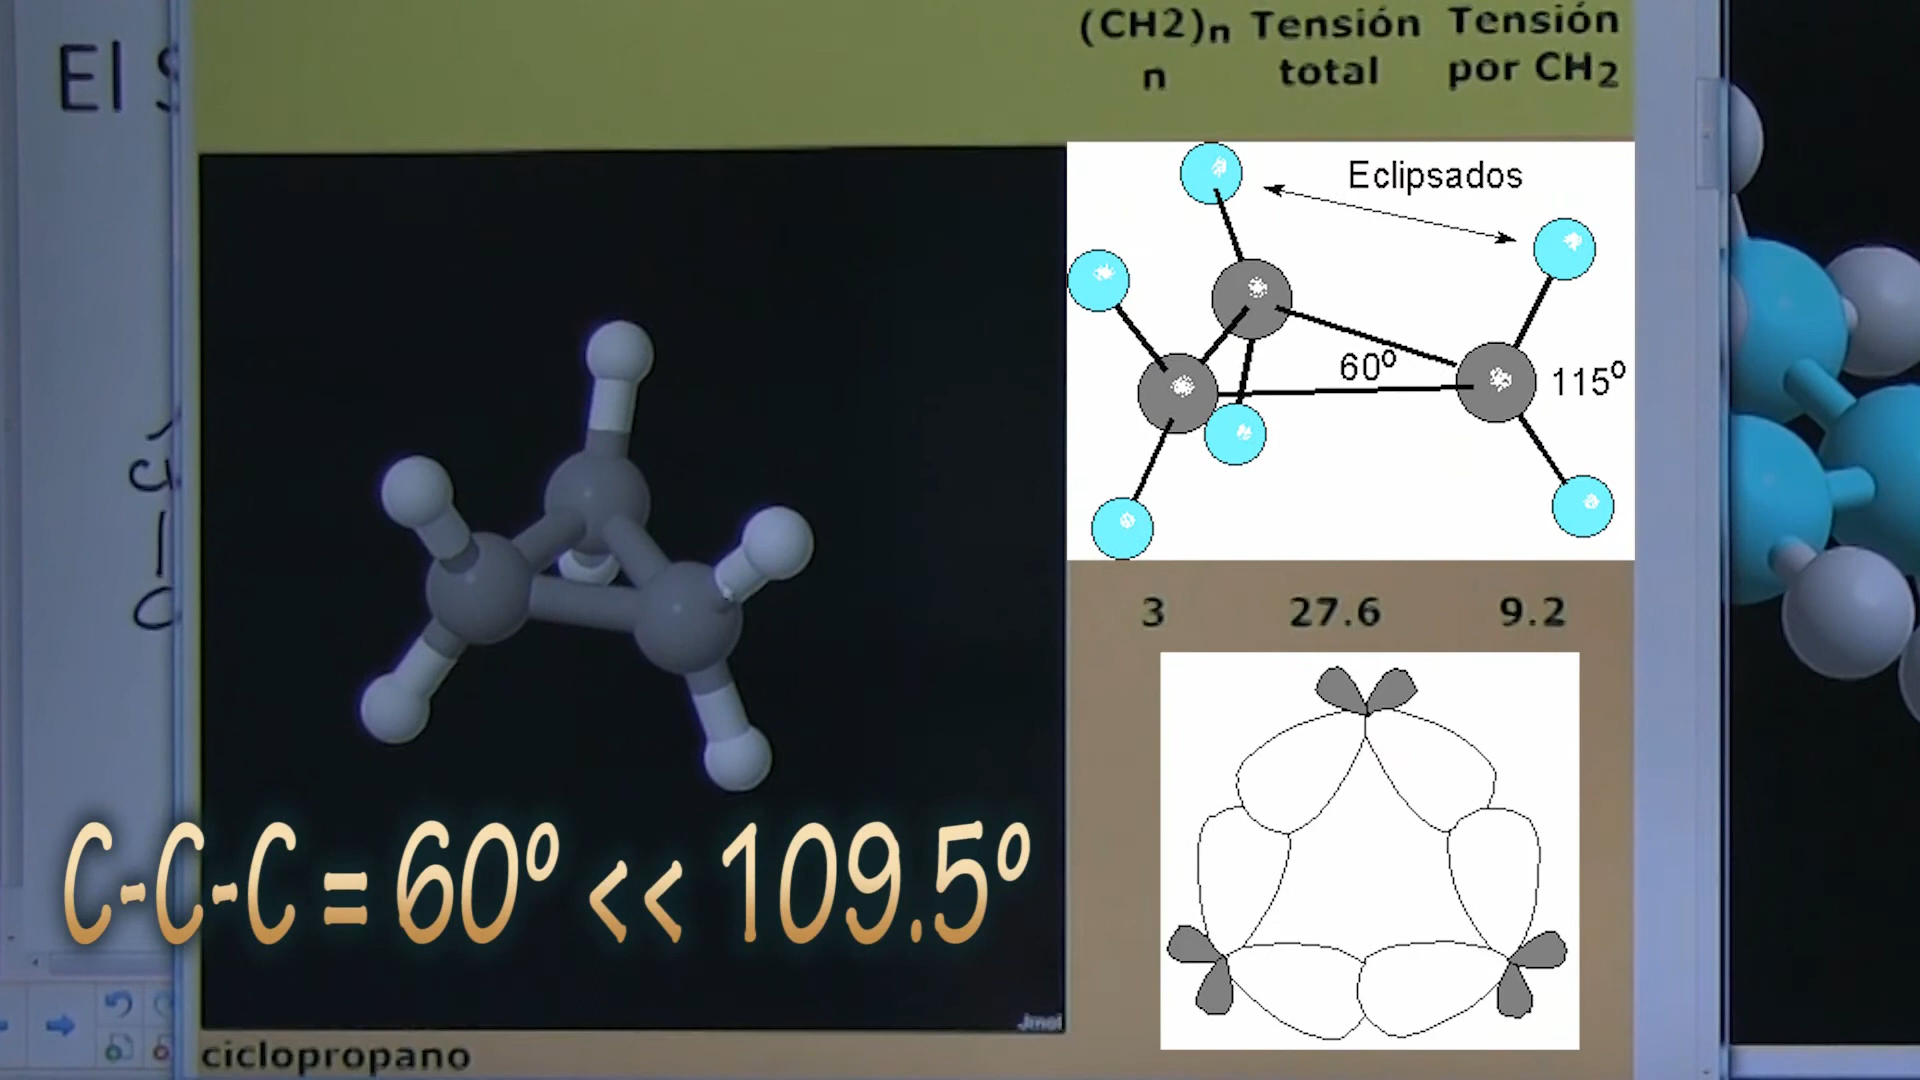 El
(CH2)n Tensión Tensión
n total por CH2
Eclipsados
60º
115º
3 27.6 9.2
C-C-C = 60º << 109.5º
Jmol
ciclopropano